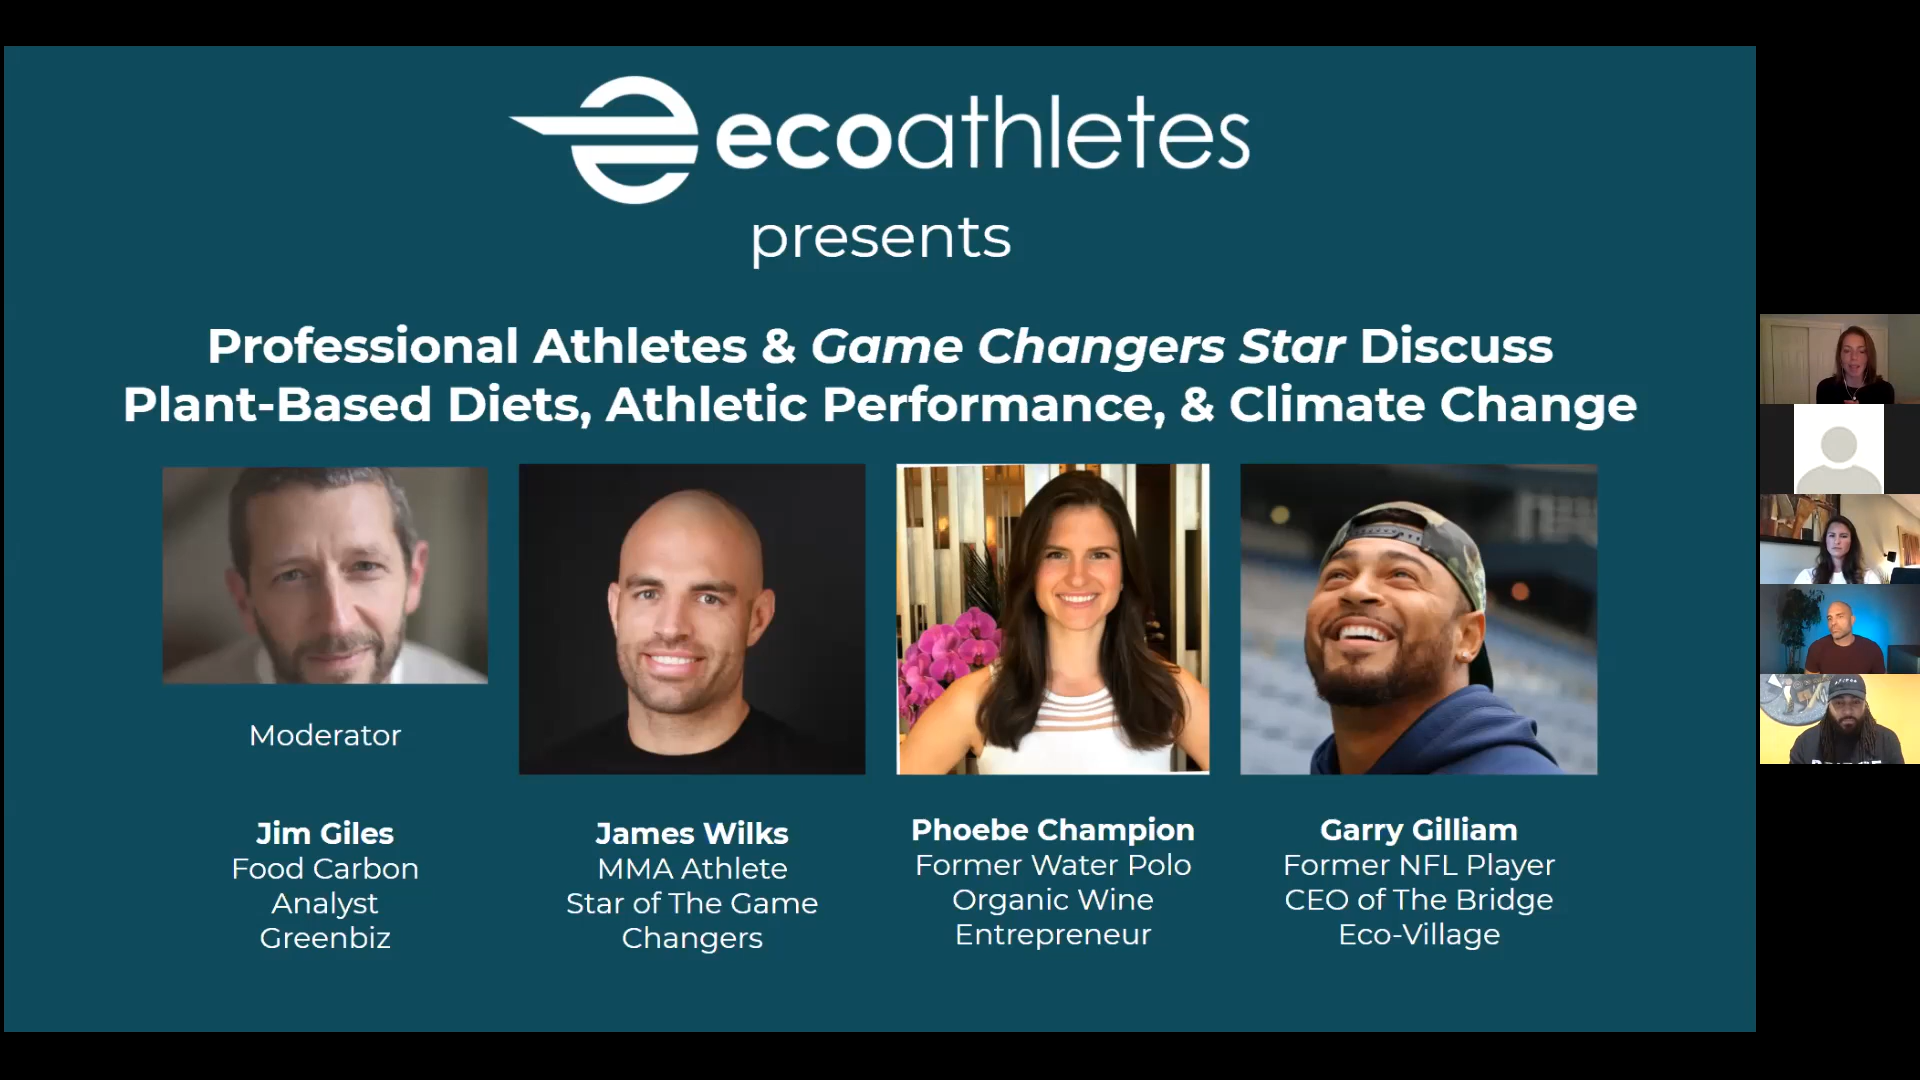 ecoathletes
presents
Professional Athletes & Game Changers Star Discuss
Plant-Based Diets, Athletic Performance, & Climate Change
Moderator
Jim Giles
Food Carbon
Analyst
Greenbiz
James Wilks
MMA Athlete
Star of The Game
Changers
Phoebe Champion
Former Water Polo
Organic Wine
Entrepreneur
Garry Gilliam
Former NFL Player
CEO of The Bridge
Eco-Village